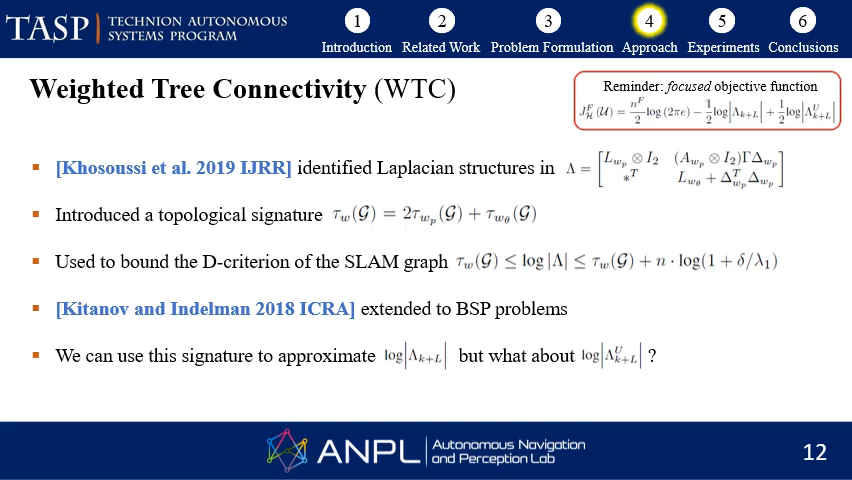 TASP | TECHNION AUTONOMOUS SYSTEMS PROGRAM
1 2 3 4 5 6
Introduction Related Work Problem Formulation Approach Experiments Conclusions
Weighted Tree Connectivity (WTC)
Reminder: focused objective function
J_ℋ^F (𝒰) = n^F/2 log (2πe) − 1/2 log|Λ_{k+L}| + 1/2 log|Λ_{k+L}^U|
▪ [Khosoussi et al. 2019 IJRR] identified Laplacian structures in Λ = [ L_{w_p} ⊗ I_2 (A_{w_p} ⊗ I_2)ΓΔ_{w_p} ; *^T L_{w_θ} + Δ_{w_p}^T Δ_{w_p} ]
▪ Introduced a topological signature τ_w(𝒢) = 2τ_{w_p}(𝒢) + τ_{w_θ}(𝒢)
▪ Used to bound the D-criterion of the SLAM graph τ_w(𝒢) ≤ log |Λ| ≤ τ_w(𝒢) + n · log(1 + δ/λ_1)
▪ [Kitanov and Indelman 2018 ICRA] extended to BSP problems
▪ We can use this signature to approximate log|Λ_{k+L}| but what about log|Λ_{k+L}^U| ?
ANPL | Autonomous Navigation and Perception Lab
12